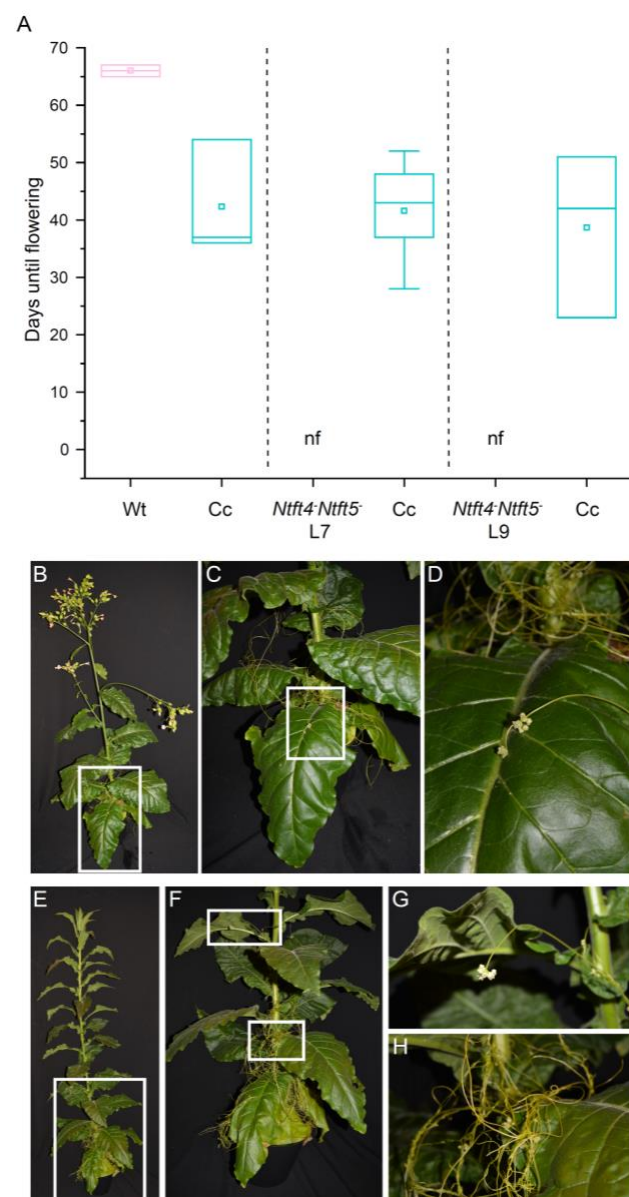 A
70
60
50
40
30
20
10
0
Days until flowering
nf
nf
Wt
Cc
Ntft4⁻Ntft5⁻
L7
Cc
Ntft4⁻Ntft5⁻
L9
Cc
B
C
D
E
F
G
H